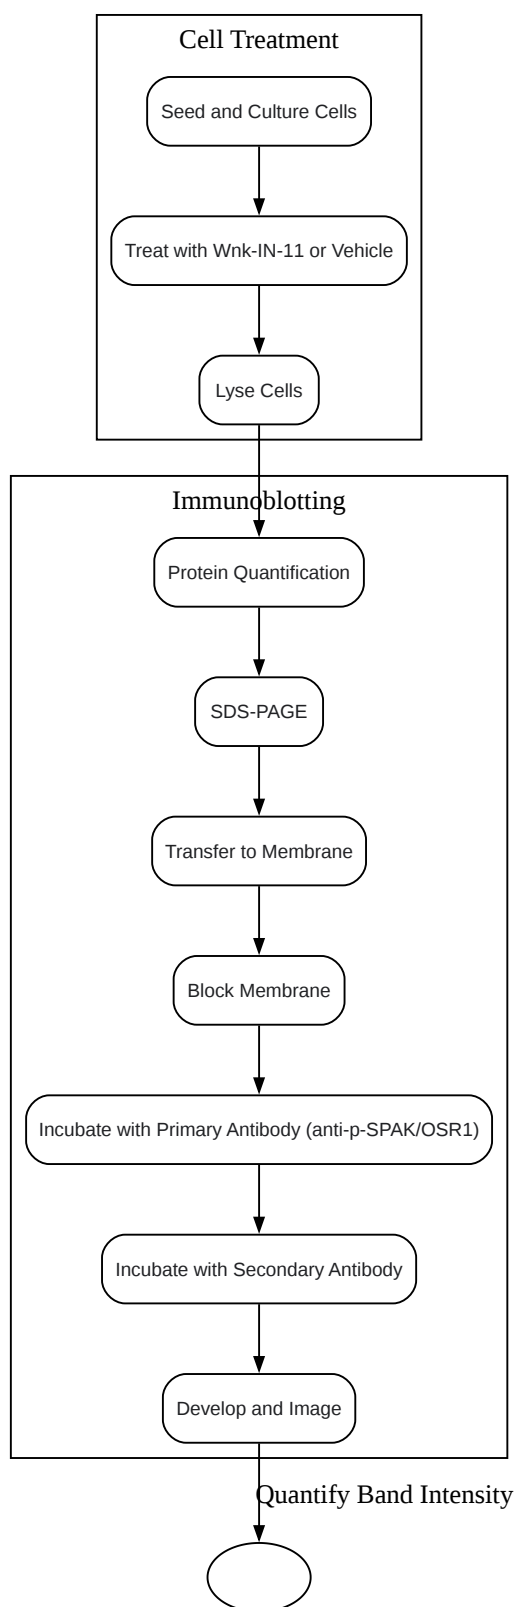 Cell Treatment
Seed and Culture Cells
Treat with Wnk-IN-11 or Vehicle
Lyse Cells
Immunoblotting
Protein Quantification
SDS-PAGE
Transfer to Membrane
Block Membrane
Incubate with Primary Antibody (anti-p-SPAK/OSR1)
Incubate with Secondary Antibody
Develop and Image
Quantify Band Intensity